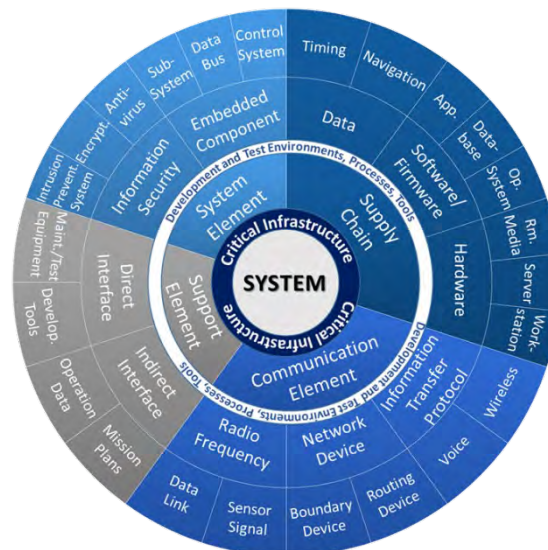 Control
System
Data
Bus
Sub-
System
Anti-
virus
Encrypt.
Intrusion
Prevent.
System
Timing
Navigation
App.
Data-
base
Op.
System
Rm.
Media
Server
Work-
station
Embedded
Component
Information
Security
Data
Software/
Firmware
Hardware
Development and Test Environments, Processes, Tools
System
Element
Supply
Chain
Critical Infrastructure
SYSTEM
Critical Infrastructure
Support
Element
Communication
Element
Development and Test Environments, Processes, Tools
Maint./Test
Equipment
Develop.
Tools
Operation
Data
Mission
Plans
Direct
Interface
Indirect
Interface
Radio
Frequency
Network
Device
Information
Transfer
Protocol
Data
Link
Sensor
Signal
Boundary
Device
Routing
Device
Voice
Wireless